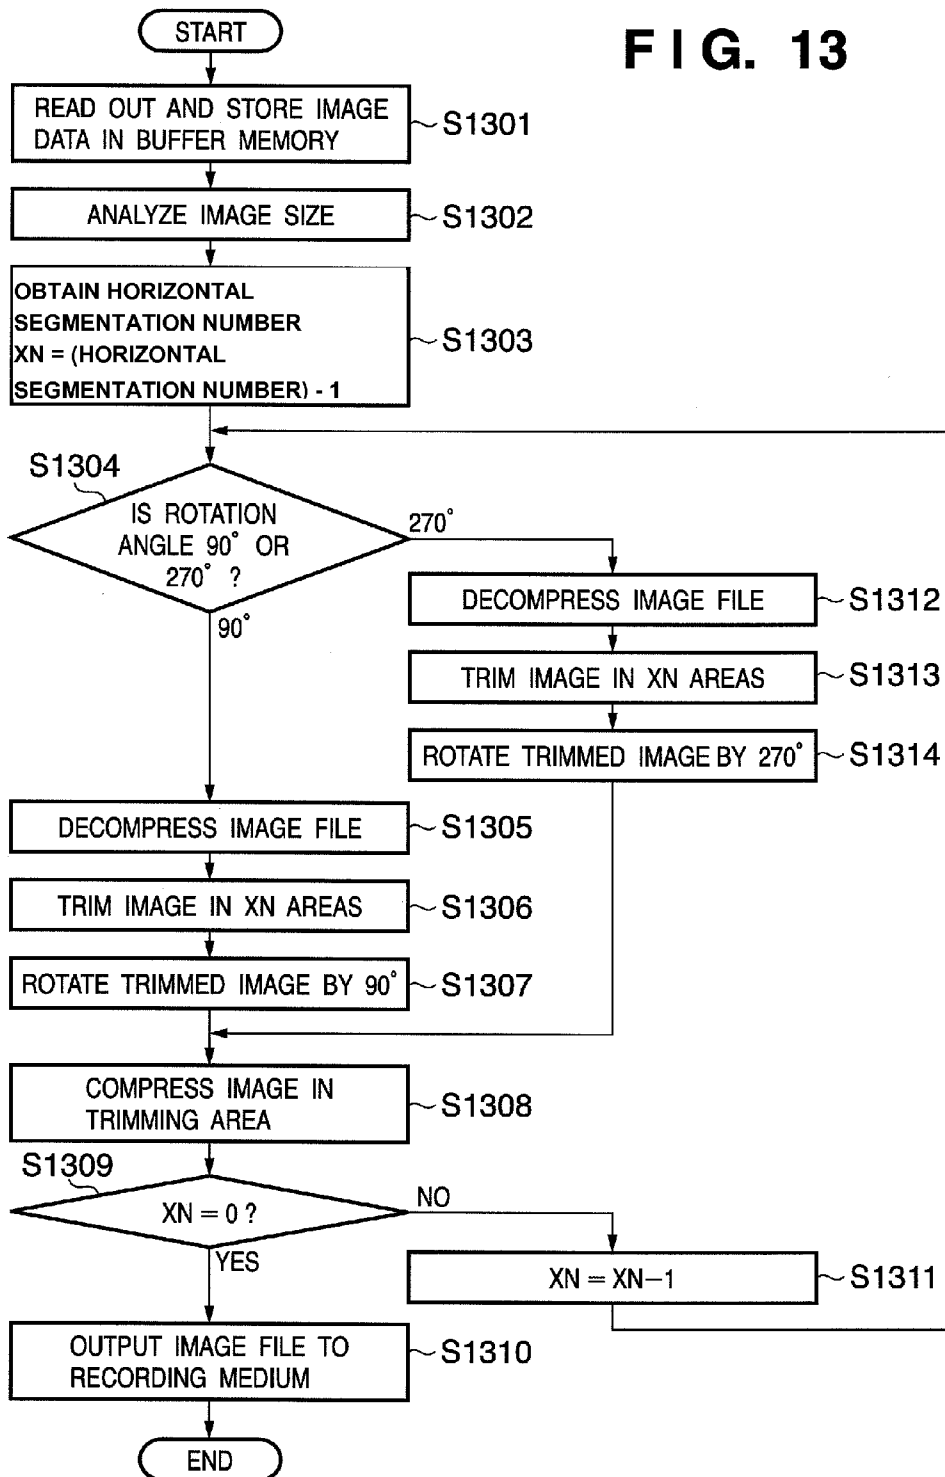 FIG. 13
START
READ OUT AND STORE IMAGE
DATA IN BUFFER MEMORY
S1301
ANALYZE IMAGE SIZE
S1302
OBTAIN HORIZONTAL
SEGMENTATION NUMBER
XN = (HORIZONTAL
SEGMENTATION NUMBER) - 1
S1303
S1304
IS ROTATION
ANGLE 90° OR
270° ?
270°
90°
DECOMPRESS IMAGE FILE
S1312
TRIM IMAGE IN XN AREAS
S1313
ROTATE TRIMMED IMAGE BY 270°
S1314
DECOMPRESS IMAGE FILE
S1305
TRIM IMAGE IN XN AREAS
S1306
ROTATE TRIMMED IMAGE BY 90°
S1307
COMPRESS IMAGE IN
TRIMMING AREA
S1308
S1309
XN = 0 ?
NO
YES
XN = XN−1
S1311
OUTPUT IMAGE FILE TO
RECORDING MEDIUM
S1310
END